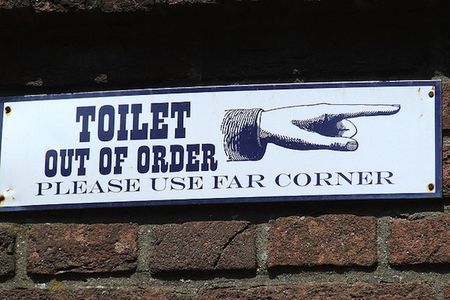 TOILET
OUT OF ORDER
PLEASE USE FAR CORNER